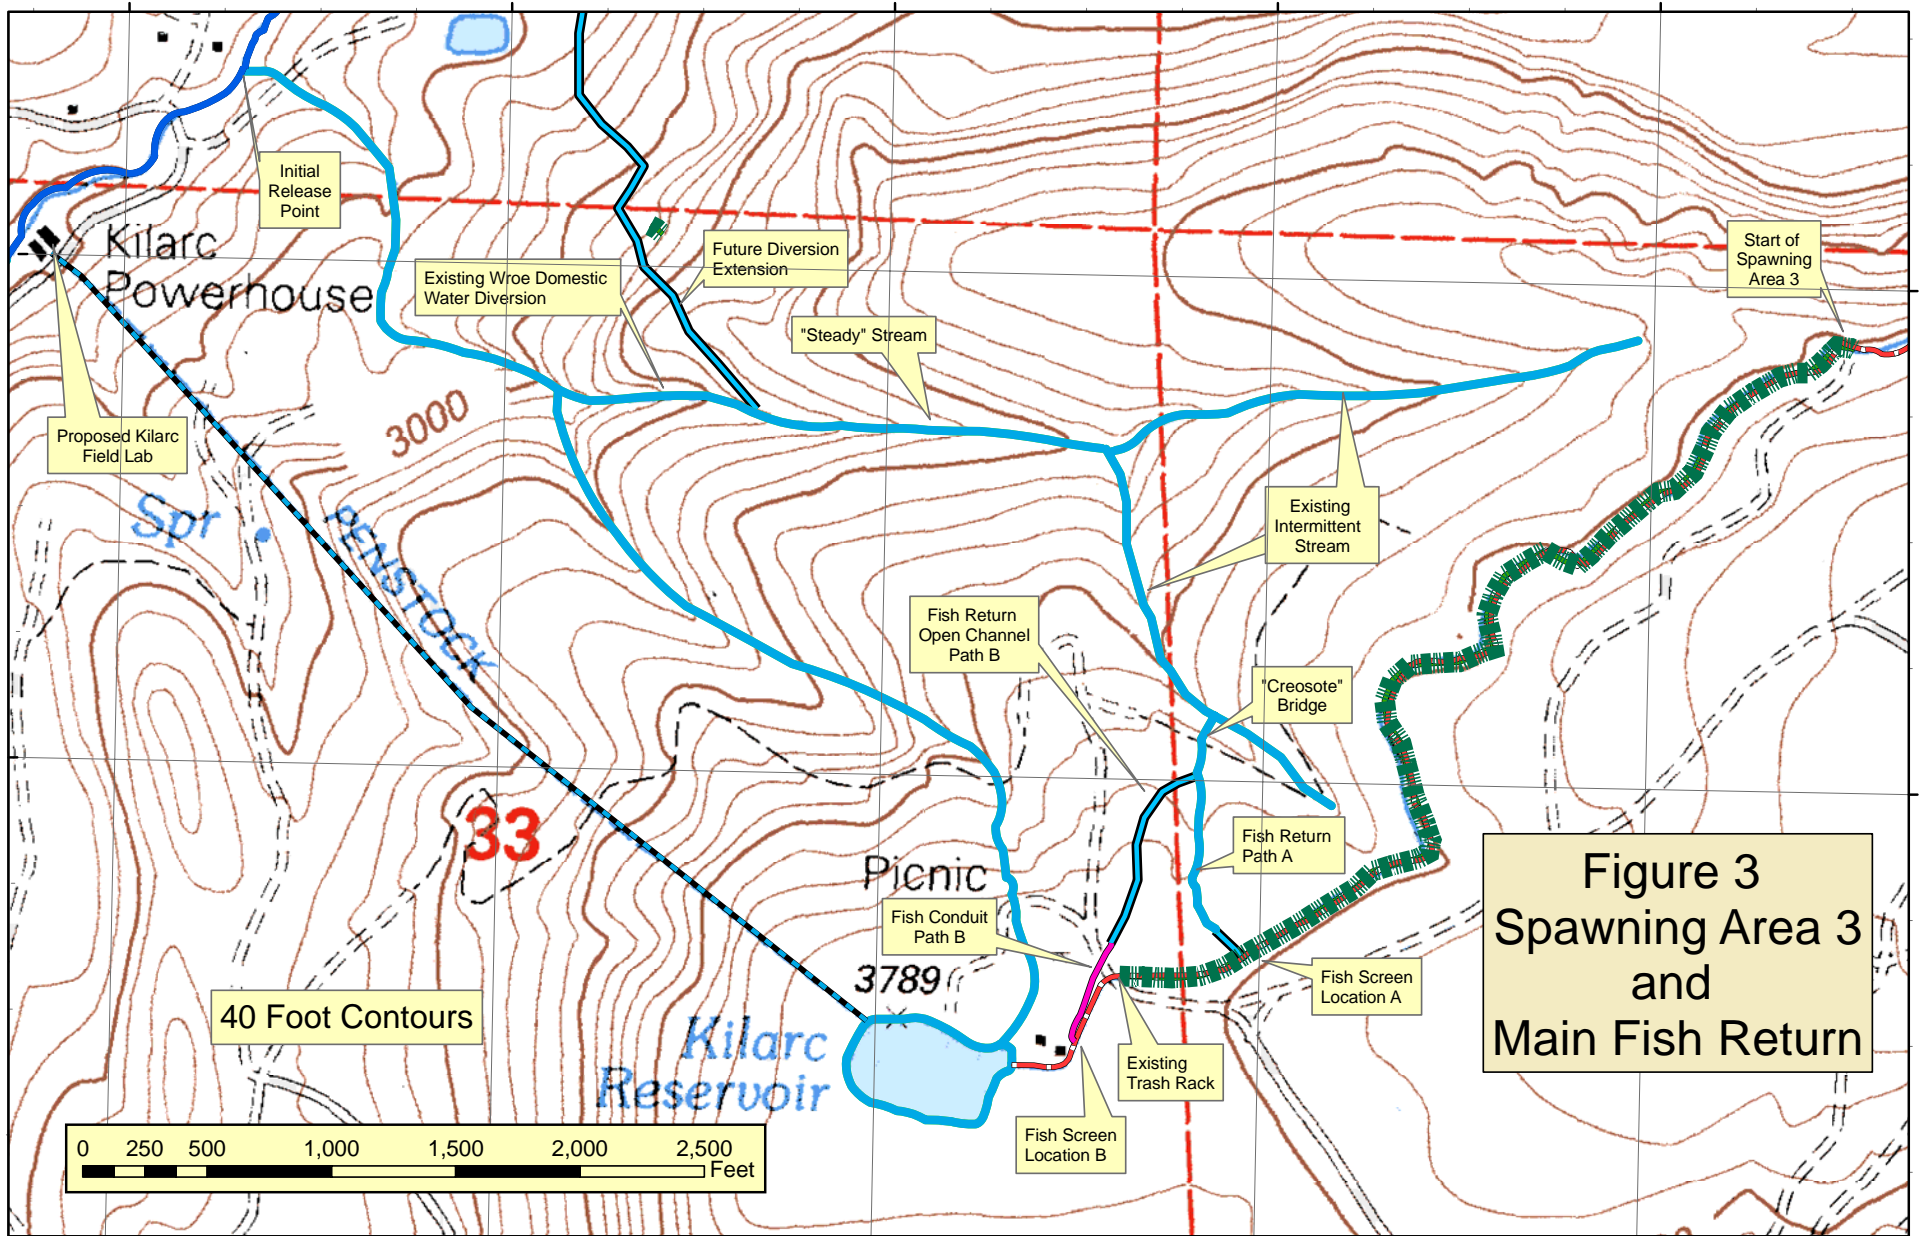 Initial
Release
Point
Kilarc
Powerhouse
Existing Wroe Domestic
Water Diversion
Future Diversion
Extension
"Steady" Stream
Start of
Spawning
Area 3
Proposed Kilarc
Field Lab
3000
Spr
PENSTOCK
Existing
Intermittent
Stream
Fish Return
Open Channel
Path B
"Creosote"
Bridge
33
Fish Return
Path A
Picnic
Fish Conduit
Path B
3789
Fish Screen
Location A
Figure 3
Spawning Area 3
and
Main Fish Return
40 Foot Contours
Kilarc
Reservoir
Existing
Trash Rack
Fish Screen
Location B
0 250 500 1,000 1,500 2,000 2,500
Feet